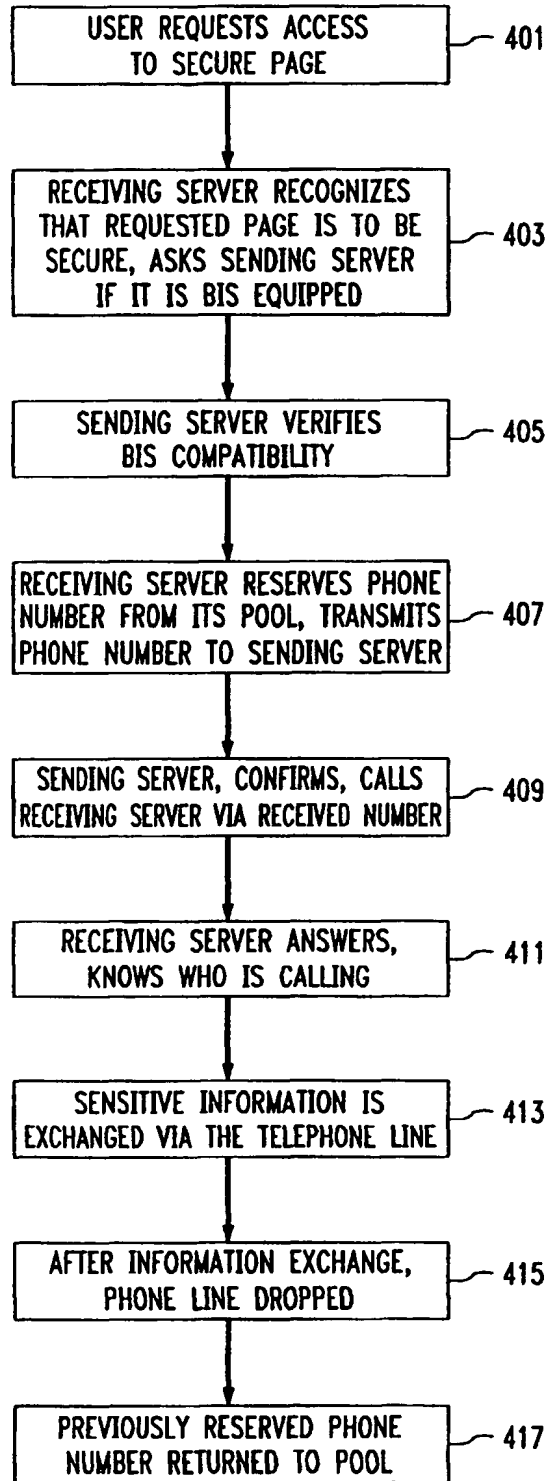 USER REQUESTS ACCESS
TO SECURE PAGE
401
RECEIVING SERVER RECOGNIZES
THAT REQUESTED PAGE IS TO BE
SECURE, ASKS SENDING SERVER
IF IT IS BIS EQUIPPED
403
SENDING SERVER VERIFIES
BIS COMPATIBILITY
405
RECEIVING SERVER RESERVES PHONE
NUMBER FROM ITS POOL, TRANSMITS
PHONE NUMBER TO SENDING SERVER
407
SENDING SERVER, CONFIRMS, CALLS
RECEIVING SERVER VIA RECEIVED NUMBER
409
RECEIVING SERVER ANSWERS,
KNOWS WHO IS CALLING
411
SENSITIVE INFORMATION IS
EXCHANGED VIA THE TELEPHONE LINE
413
AFTER INFORMATION EXCHANGE,
PHONE LINE DROPPED
415
PREVIOUSLY RESERVED PHONE
NUMBER RETURNED TO POOL
417